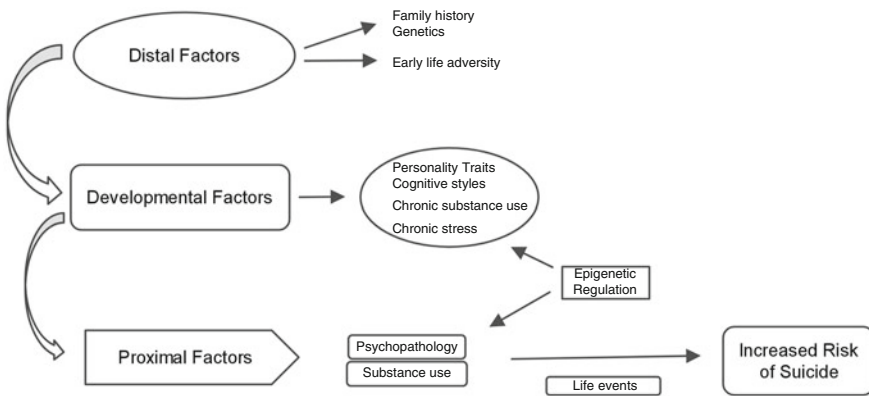 Family history
Genetics
Distal Factors
Early life adversity
Personality Traits
Cognitive styles
Developmental Factors
Chronic substance use
Chronic stress
Epigenetic
Regulation
Proximal Factors
Psychopathology
Substance use
Life events
Increased Risk
of Suicide